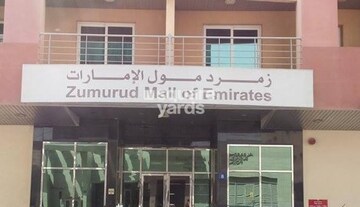 زمرد مول الإمارات
Zumurud Mall of Emirates
yards